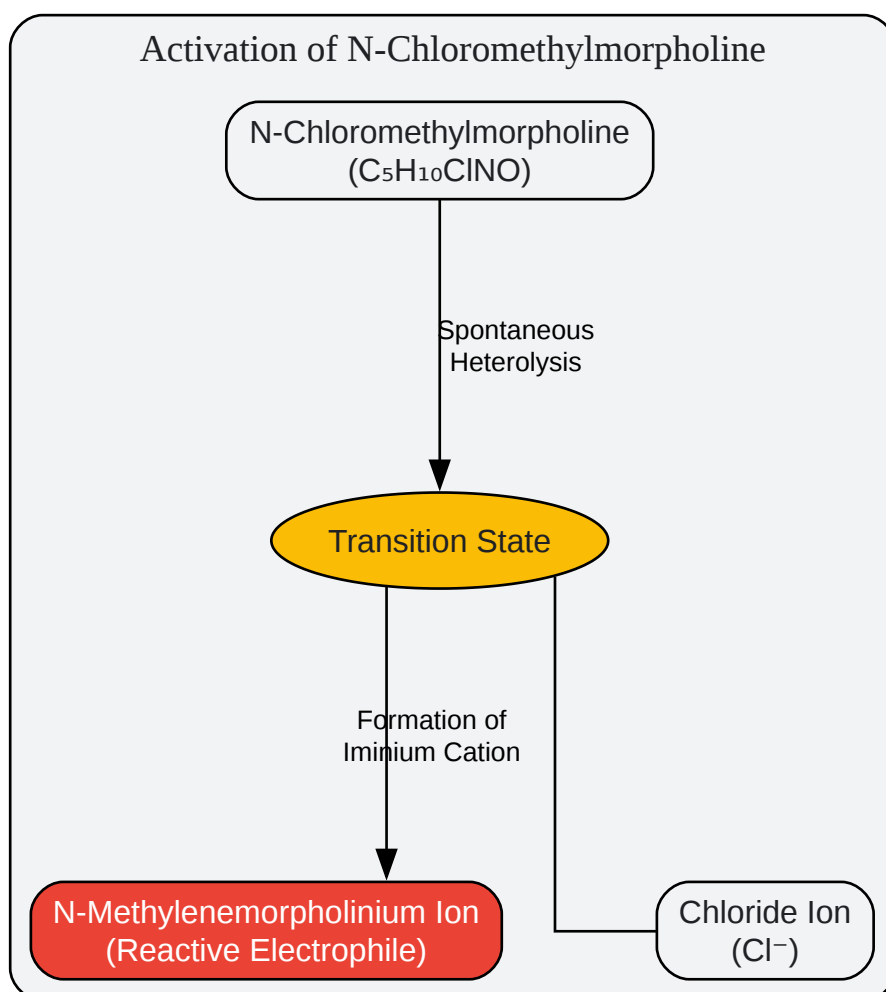 Activation of N-Chloromethylmorpholine
N-Chloromethylmorpholine
(C₅H₁₀ClNO)
Spontaneous
Heterolysis
Transition State
Formation of
Iminium Cation
N-Methylenemorpholinium Ion
(Reactive Electrophile)
Chloride Ion
(Cl⁻)